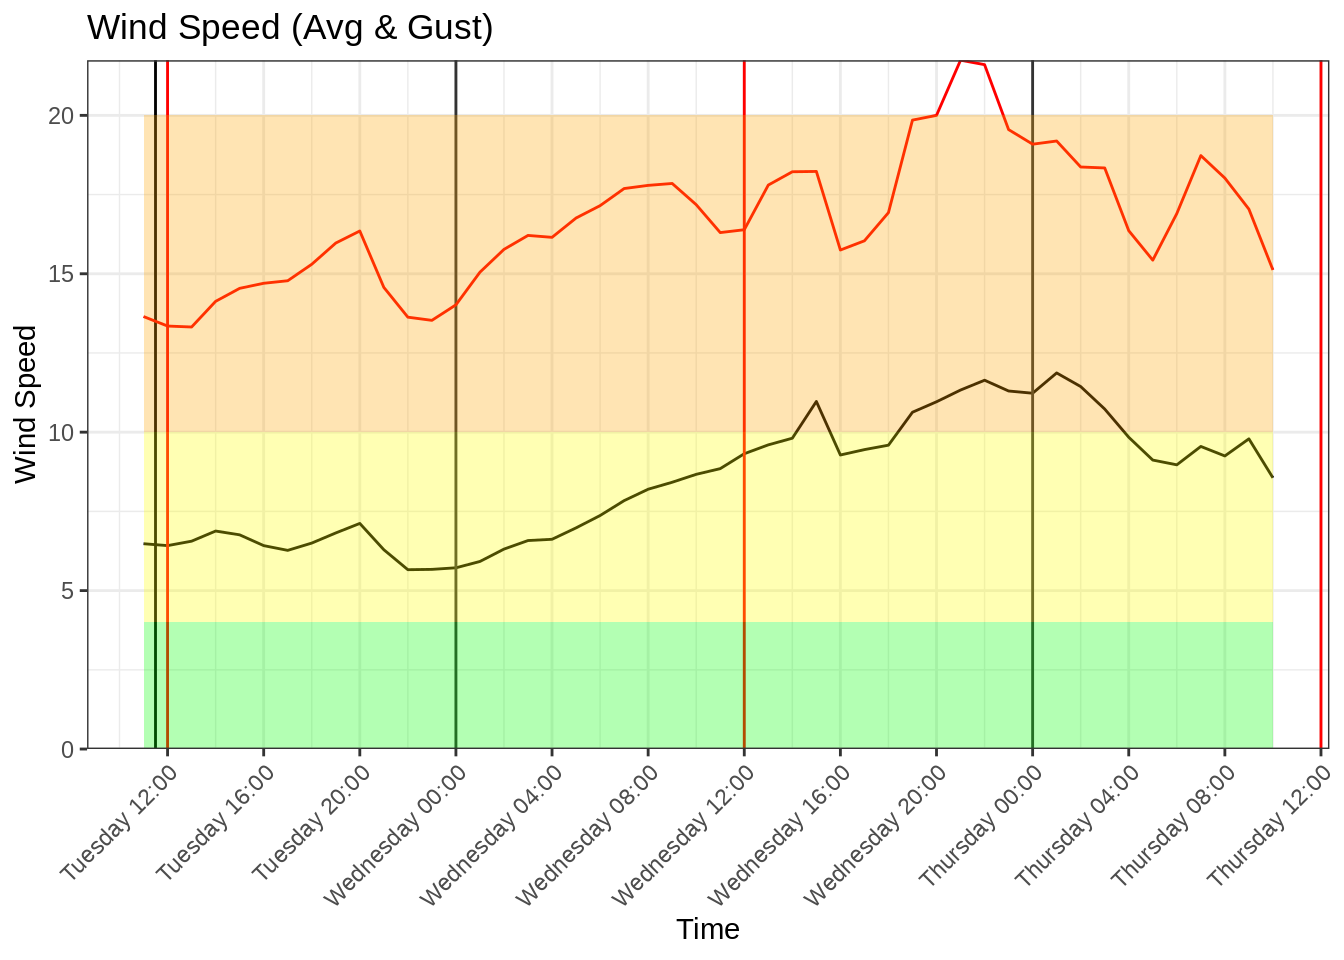 Wind Speed (Avg & Gust)
Wind Speed
20
15
10
5
0
Tuesday 12:00
Tuesday 16:00
Tuesday 20:00
Wednesday 00:00
Wednesday 04:00
Wednesday 08:00
Wednesday 12:00
Wednesday 16:00
Wednesday 20:00
Thursday 00:00
Thursday 04:00
Thursday 08:00
Thursday 12:00
Time